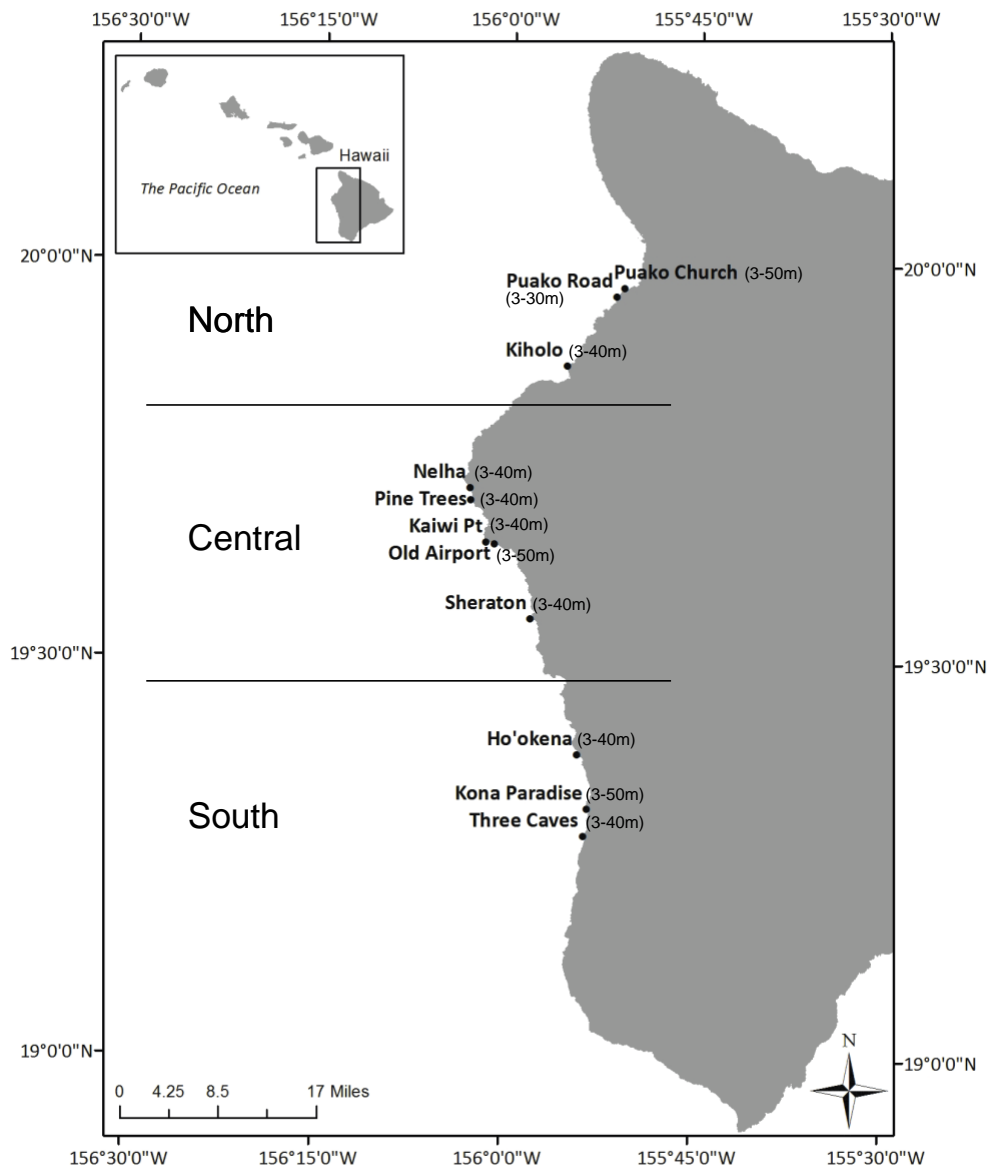 156°30'0"W 156°15'0"W 156°0'0"W 155°45'0"W 155°30'0"W
Hawaii
The Pacific Ocean
20°0'0"N 20°0'0"N
Puako Road Puako Church (3-50m)
(3-30m)
North
Kiholo (3-40m)
Nelha (3-40m)
Pine Trees (3-40m)
Kaiwi Pt (3-40m)
Central
Old Airport (3-50m)
Sheraton (3-40m)
19°30'0"N 19°30'0"N
Ho'okena (3-40m)
Kona Paradise (3-50m)
South
Three Caves (3-40m)
N
19°0'0"N 19°0'0"N
0 4.25 8.5 17 Miles
156°30'0"W 156°15'0"W 156°0'0"W 155°45'0"W 155°30'0"W